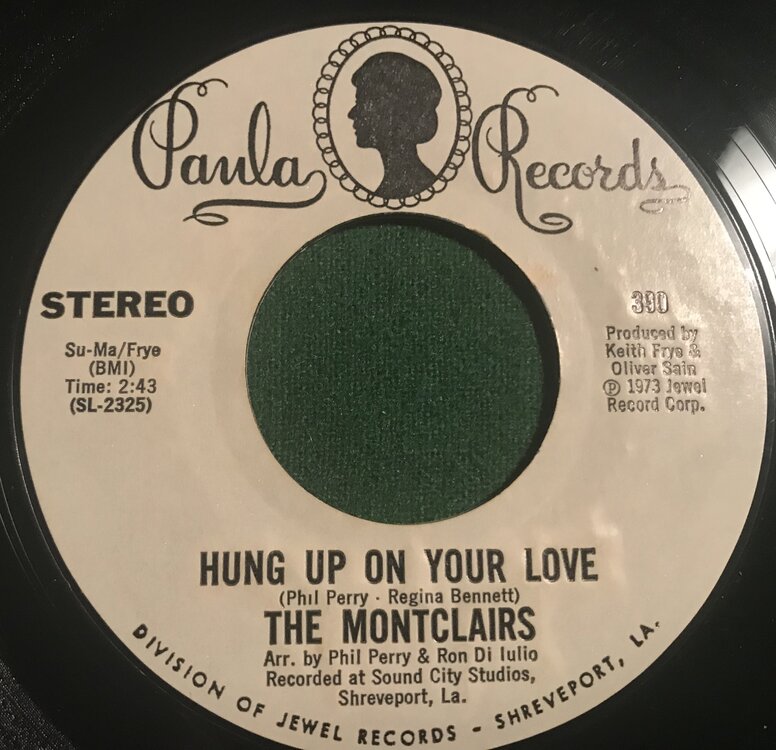 Paula Records
STEREO
Su-Ma/Frye
(BMI)
Time: 2:43
(SL-2325)
390
Produced by
Keith Frye &
Oliver Sain
℗ 1973 Jewel
Record Corp.
HUNG UP ON YOUR LOVE
(Phil Perry · Regina Bennett)
THE MONTCLAIRS
Arr. by Phil Perry & Ron Di Iulio
Recorded at Sound City Studios,
Shreveport, La.
DIVISION OF JEWEL RECORDS - SHREVEPORT, LA.